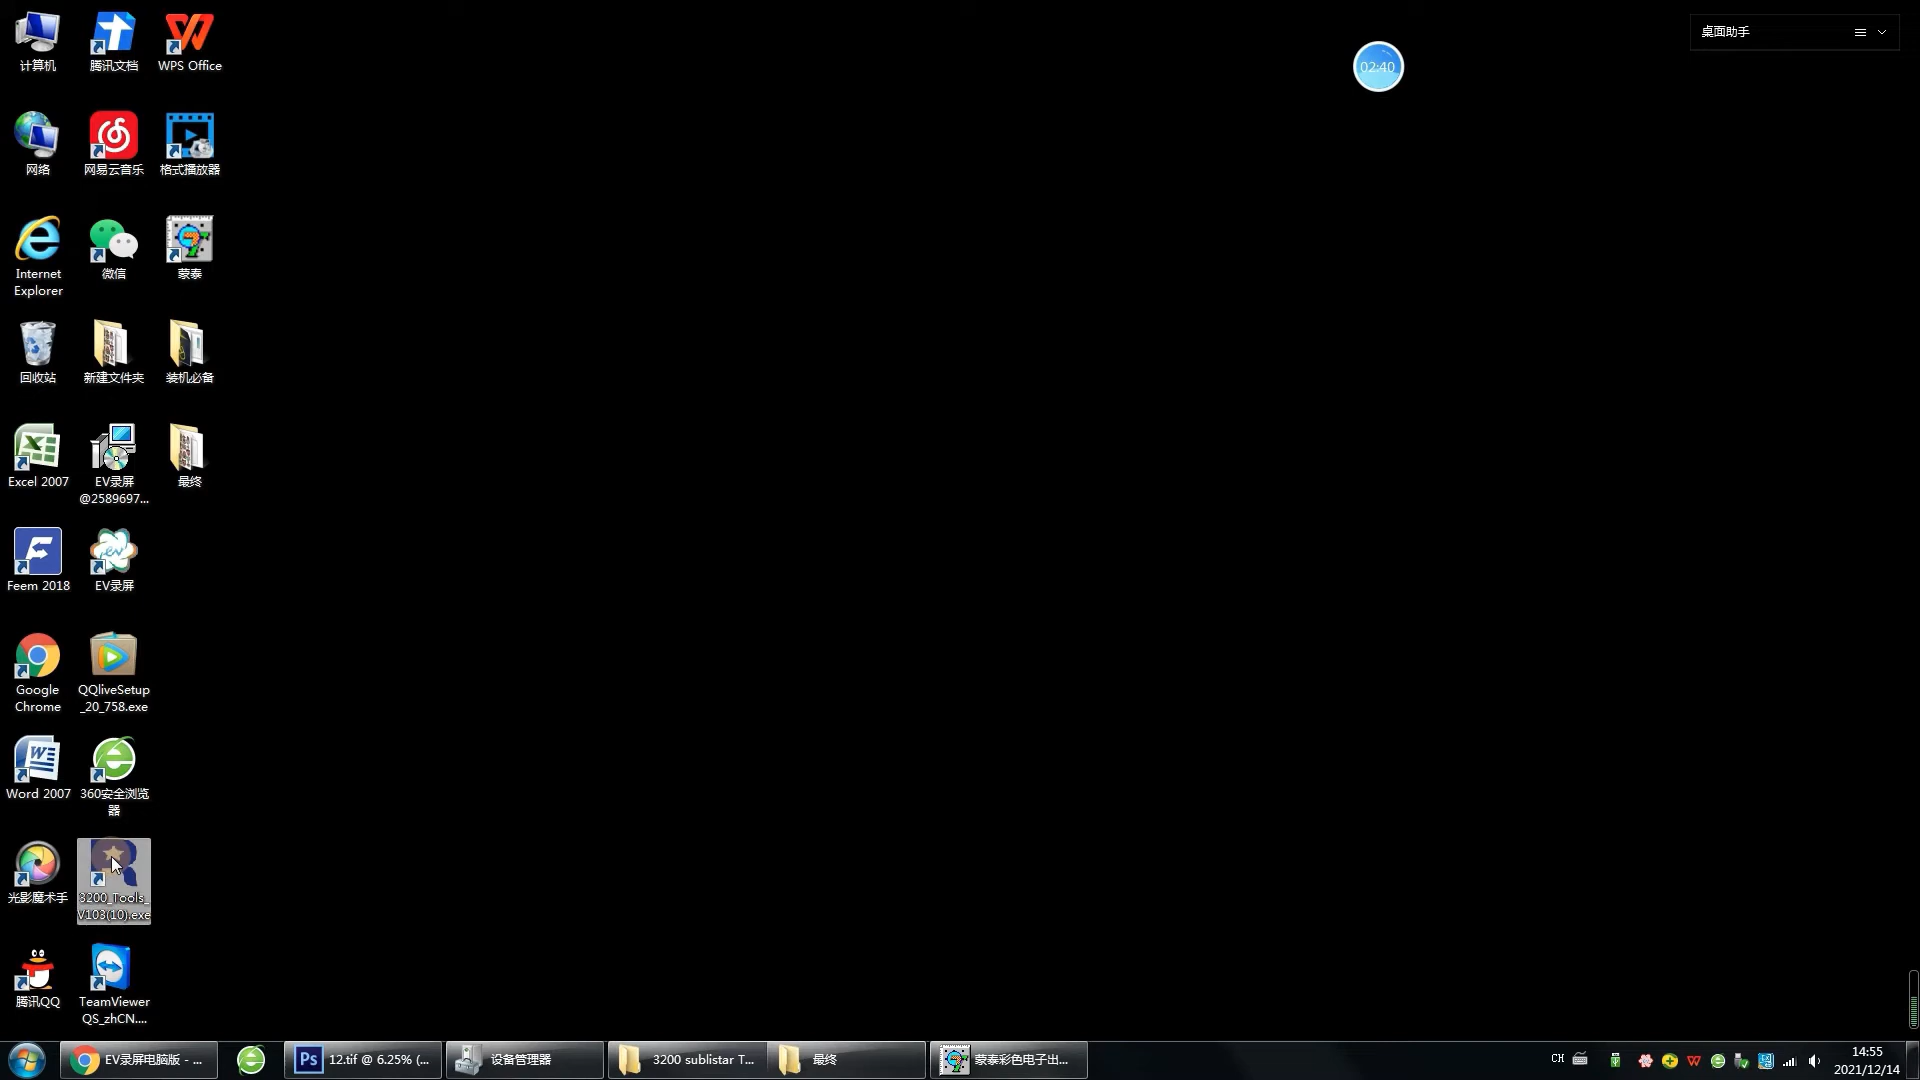 计算机
腾讯文档
WPS Office
02:40
桌面助手
网络
网易云音乐
格式播放器
Internet
Explorer
微信
蒙泰
回收站
新建文件夹
装机必备
Excel 2007
EV录屏
@2589697...
最终
Feem 2018
EV录屏
Google
Chrome
QQliveSetup
_20_758.exe
Word 2007
360安全浏览
器
光影魔术手
3200_Tools_
V103(10).exe
腾讯QQ
TeamViewer
QS_zhCN....
EV录屏电脑版 - ...
Ps
12.tif @ 6.25% (...
设备管理器
3200 sublistar T...
最终
蒙泰彩色电子出...
CH
14:55
2021/12/14